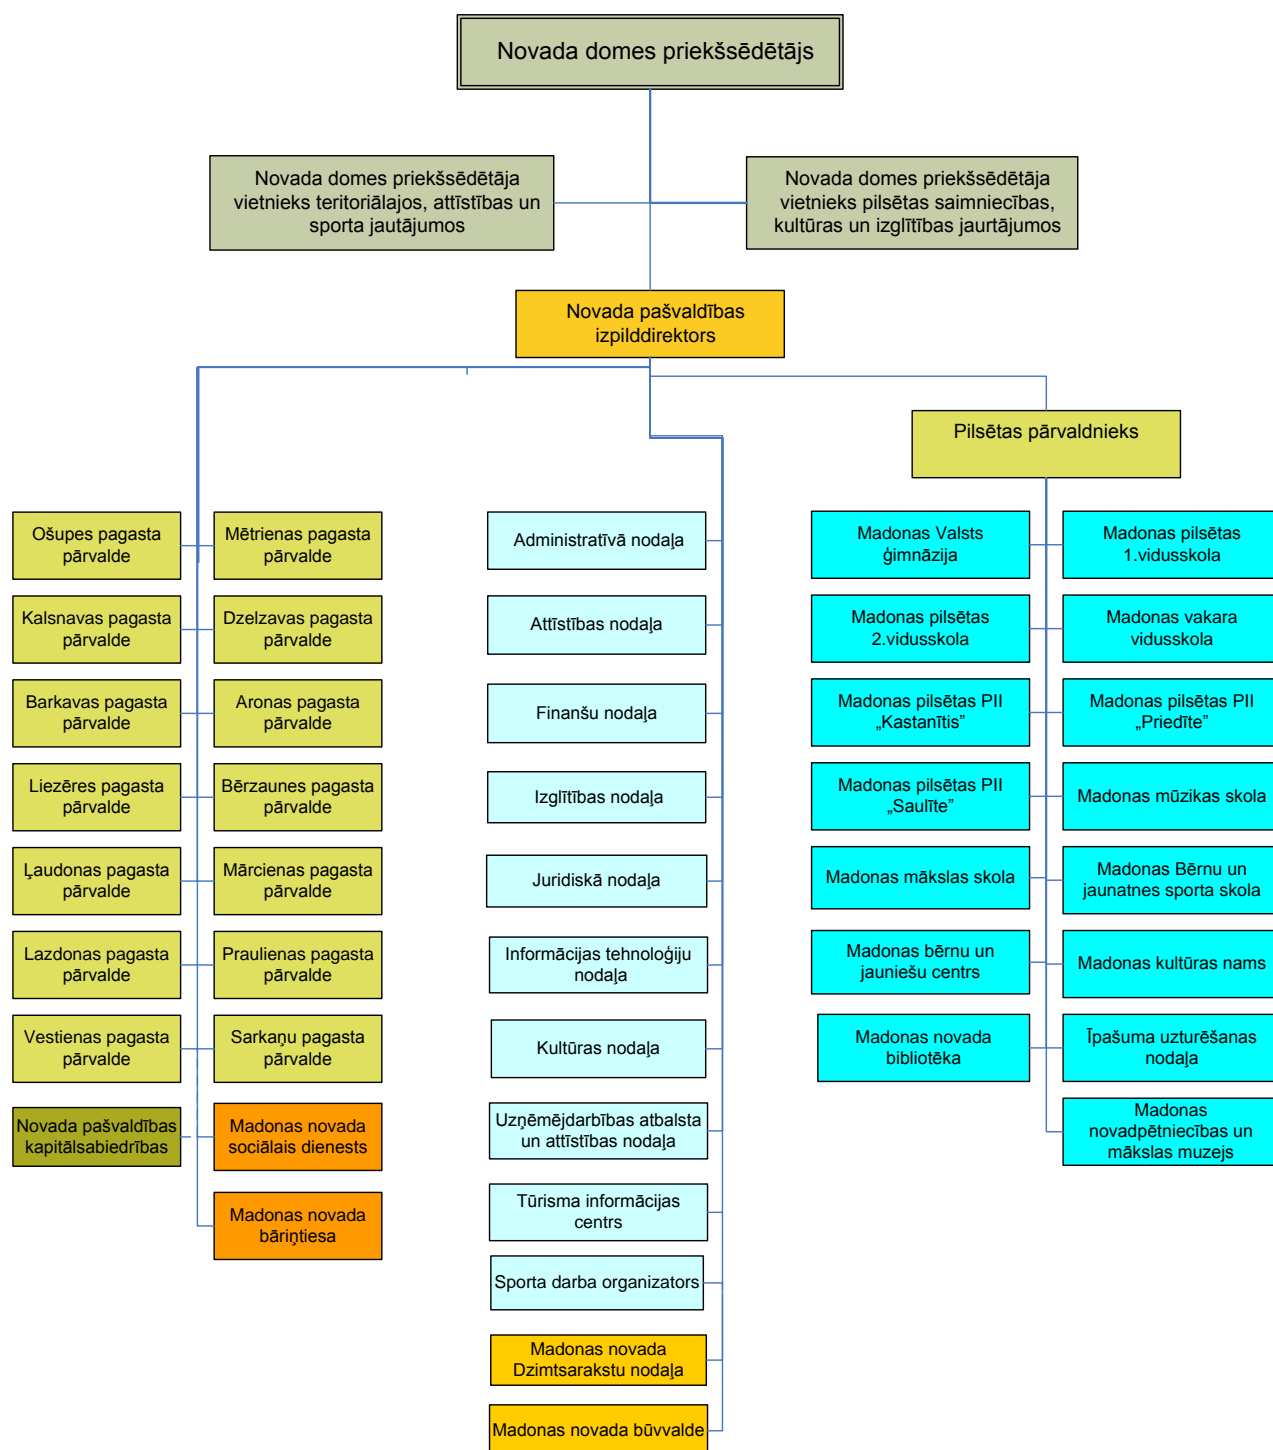 Novada domes priekšsēdētājs
Novada domes priekšsēdētāja
vietnieks teritoriālajos, attīstības un
sporta jautājumos
Novada domes priekšsēdētāja
vietnieks pilsētas saimniecības,
kultūras un izglītības jaurtājumos
Novada pašvaldības
izpilddirektors
Pilsētas pārvaldnieks
Ošupes pagasta
pārvalde
Mētrienas pagasta
pārvalde
Kalsnavas pagasta
pārvalde
Dzelzavas pagasta
pārvalde
Barkavas pagasta
pārvalde
Aronas pagasta
pārvalde
Liezēres pagasta
pārvalde
Bērzaunes pagasta
pārvalde
Ļaudonas pagasta
pārvalde
Mārcienas pagasta
pārvalde
Lazdonas pagasta
pārvalde
Praulienas pagasta
pārvalde
Vestienas pagasta
pārvalde
Sarkaņu pagasta
pārvalde
Novada pašvaldības
kapitālsabiedrības
Madonas novada
sociālais dienests
Madonas novada
bāriņtiesa
Administratīvā nodaļa
Attīstības nodaļa
Finanšu nodaļa
Izglītības nodaļa
Juridiskā nodaļa
Informācijas tehnoloģiju
nodaļa
Kultūras nodaļa
Uzņēmējdarbības atbalsta
un attīstības nodaļa
Tūrisma informācijas
centrs
Sporta darba organizators
Madonas novada
Dzimtsarakstu nodaļa
Madonas novada būvvalde
Madonas Valsts
ģimnāzija
Madonas pilsētas
1.vidusskola
Madonas pilsētas
2.vidusskola
Madonas vakara
vidusskola
Madonas pilsētas PII
„Kastanītis”
Madonas pilsētas PII
„Priedīte”
Madonas pilsētas PII
„Saulīte”
Madonas mūzikas skola
Madonas mākslas skola
Madonas Bērnu un
jaunatnes sporta skola
Madonas bērnu un
jauniešu centrs
Madonas kultūras nams
Madonas novada
bibliotēka
Īpašuma uzturēšanas
nodaļa
Madonas
novadpētniecības un
mākslas muzejs